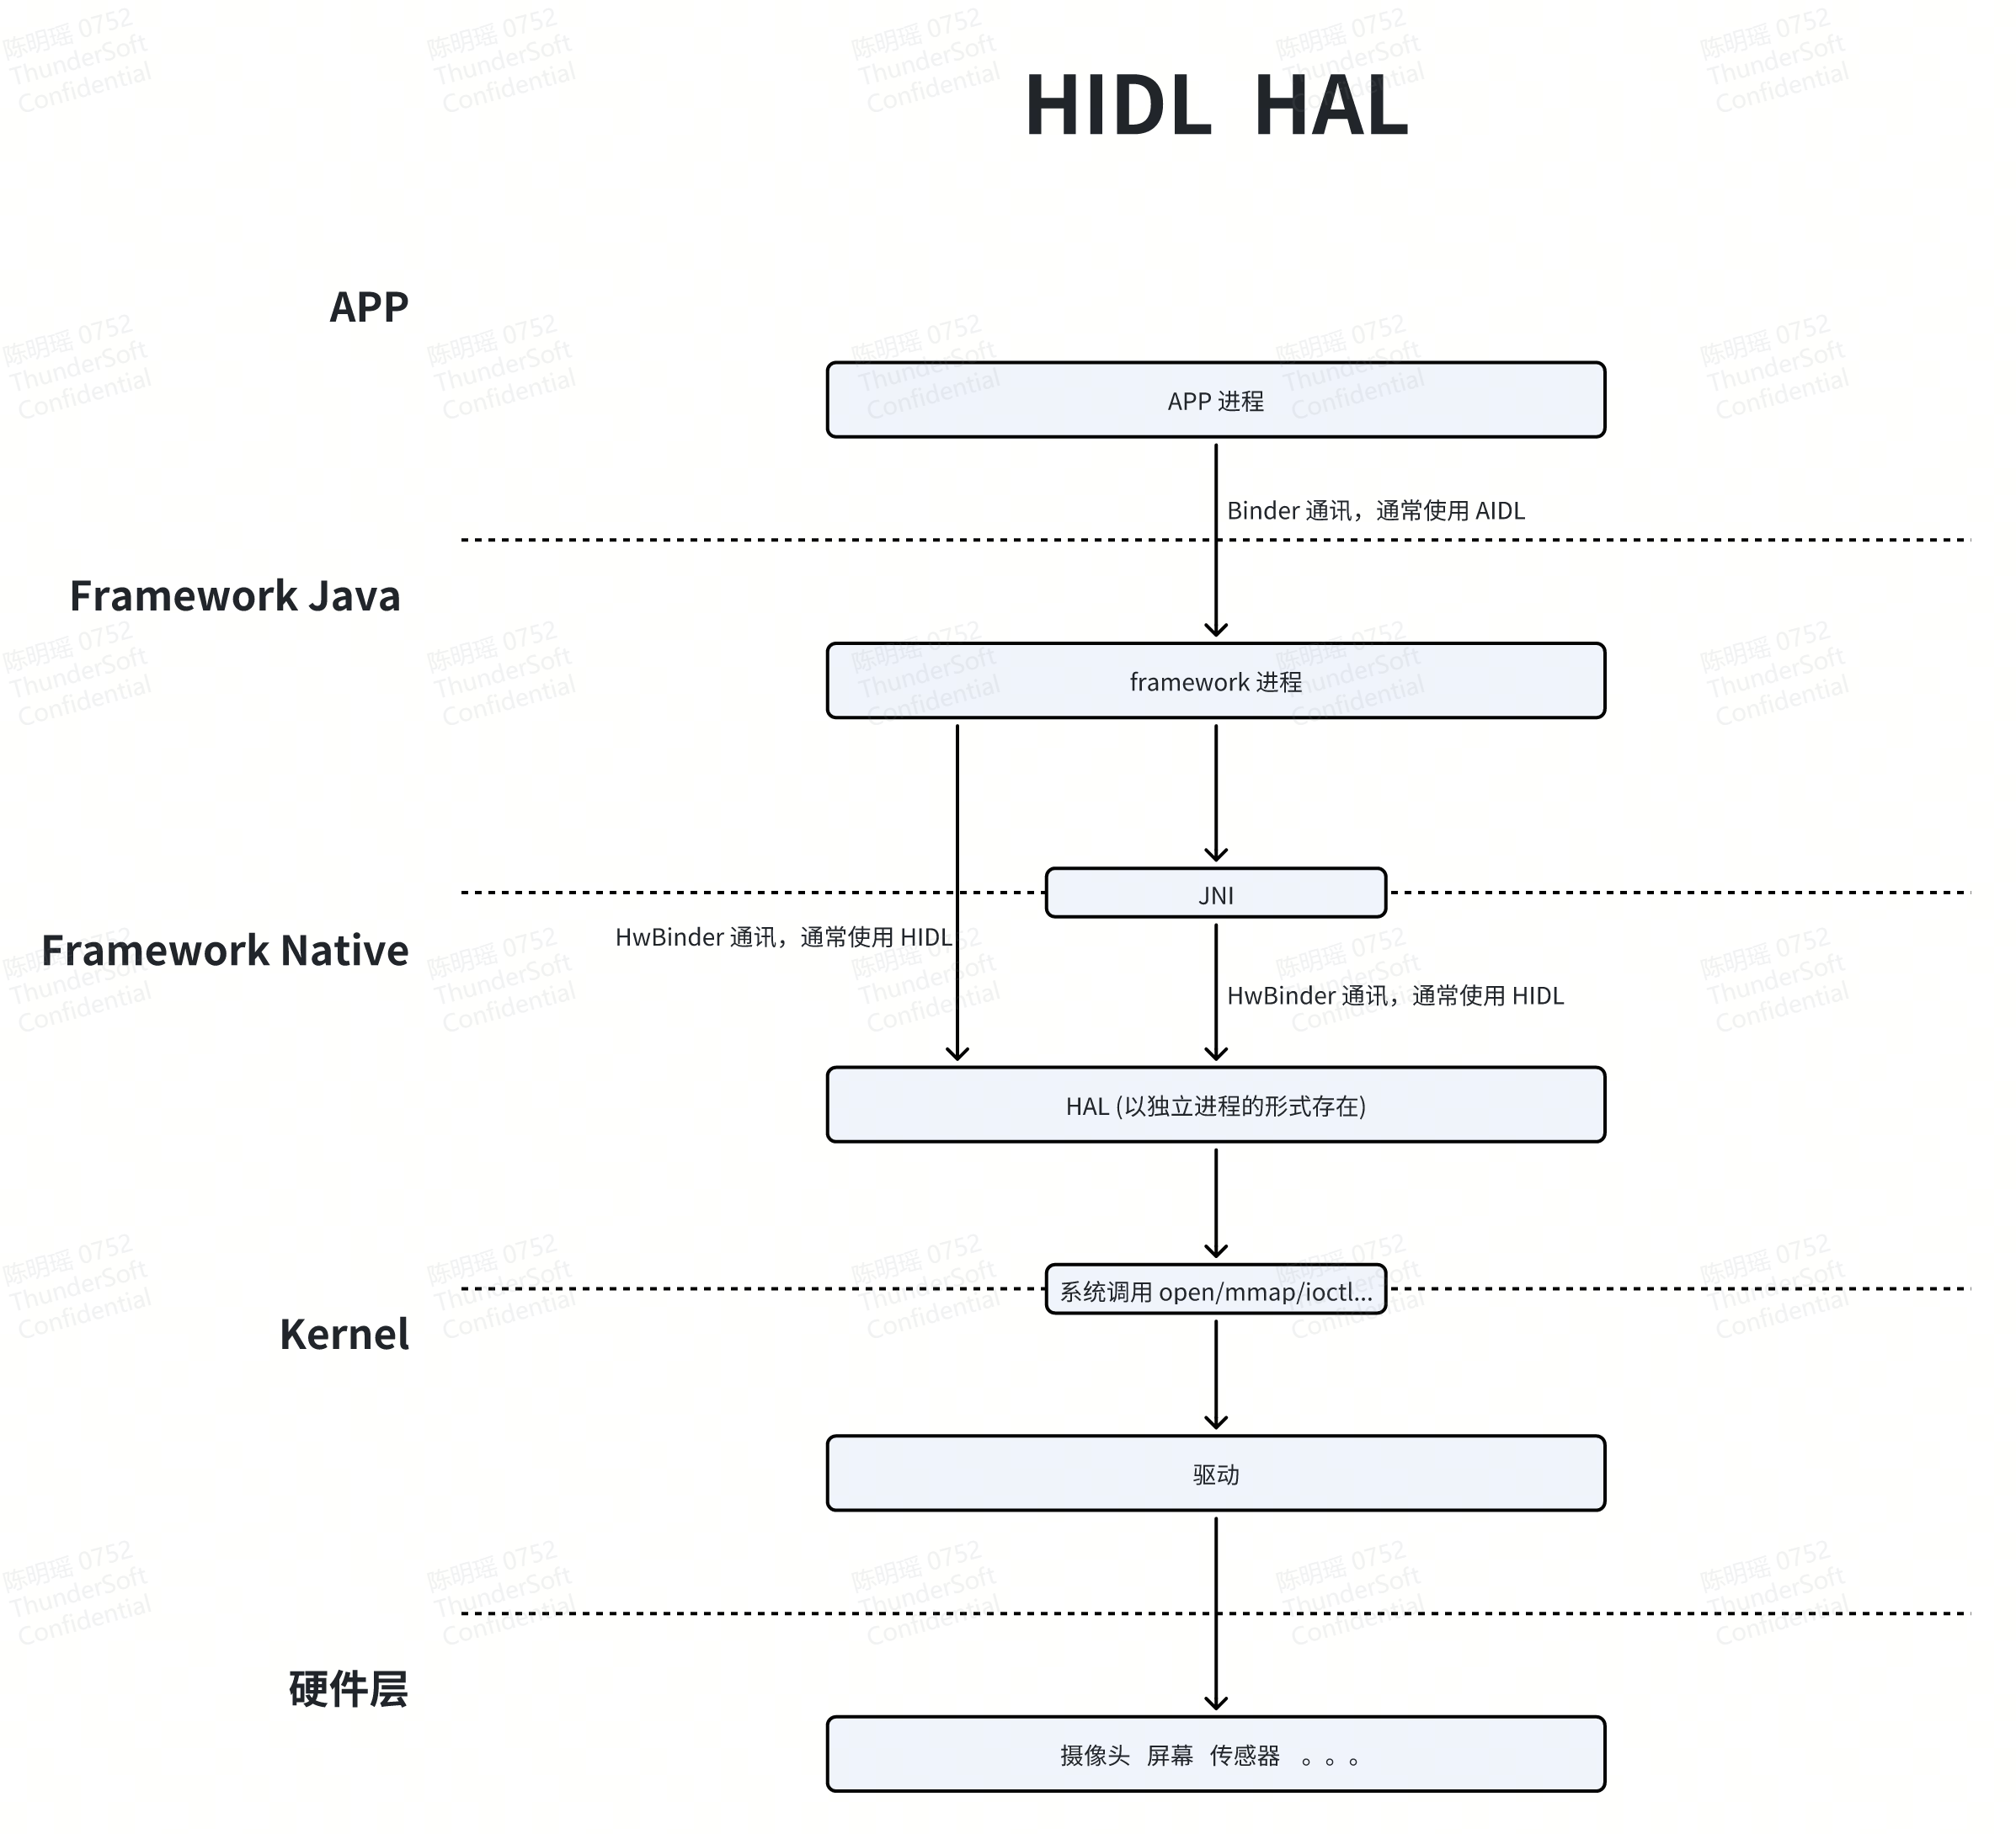 HIDL HAL
APP
APP 进程
Binder 通讯，通常使用 AIDL
Framework Java
framework 进程
JNI
HwBinder 通讯，通常使用 HIDL
Framework Native
HwBinder 通讯，通常使用 HIDL
HAL (以独立进程的形式存在)
系统调用 open/mmap/ioctl...
Kernel
驱动
硬件层
摄像头 屏幕 传感器 。。。
陈明瑶 0752
ThunderSoft
Confidential